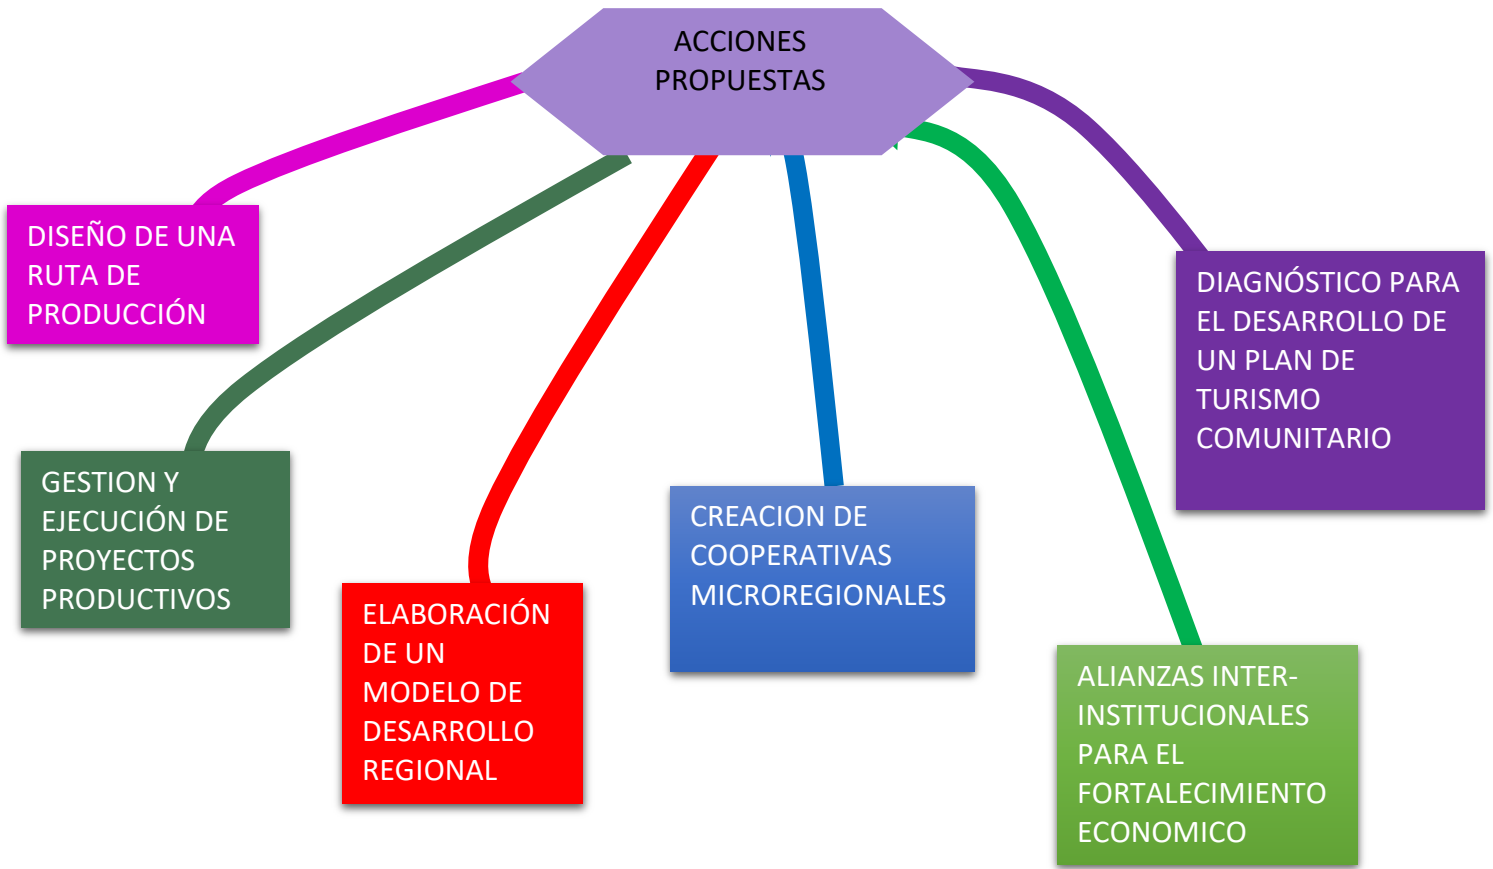 ACCIONES
PROPUESTAS
DISEÑO DE UNA
RUTA DE
PRODUCCIÓN
GESTION Y
EJECUCIÓN DE
PROYECTOS
PRODUCTIVOS
ELABORACIÓN
DE UN
MODELO DE
DESARROLLO
REGIONAL
CREACION DE
COOPERATIVAS
MICROREGIONALES
ALIANZAS INTER-
INSTITUCIONALES
PARA EL
FORTALECIMIENTO
ECONOMICO
DIAGNÓSTICO PARA
EL DESARROLLO DE
UN PLAN DE
TURISMO
COMUNITARIO